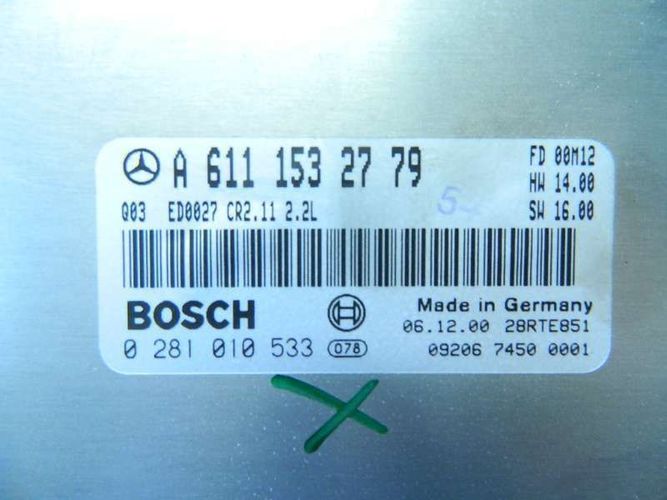 A 611 153 27 79
FD 00M12
HW 14.00
SW 16.00
Q03 ED0027 CR2.11 2.2L
5
BOSCH
Made in Germany
06.12.00 28RTE851
0 281 010 533 078
09206 7450 0001